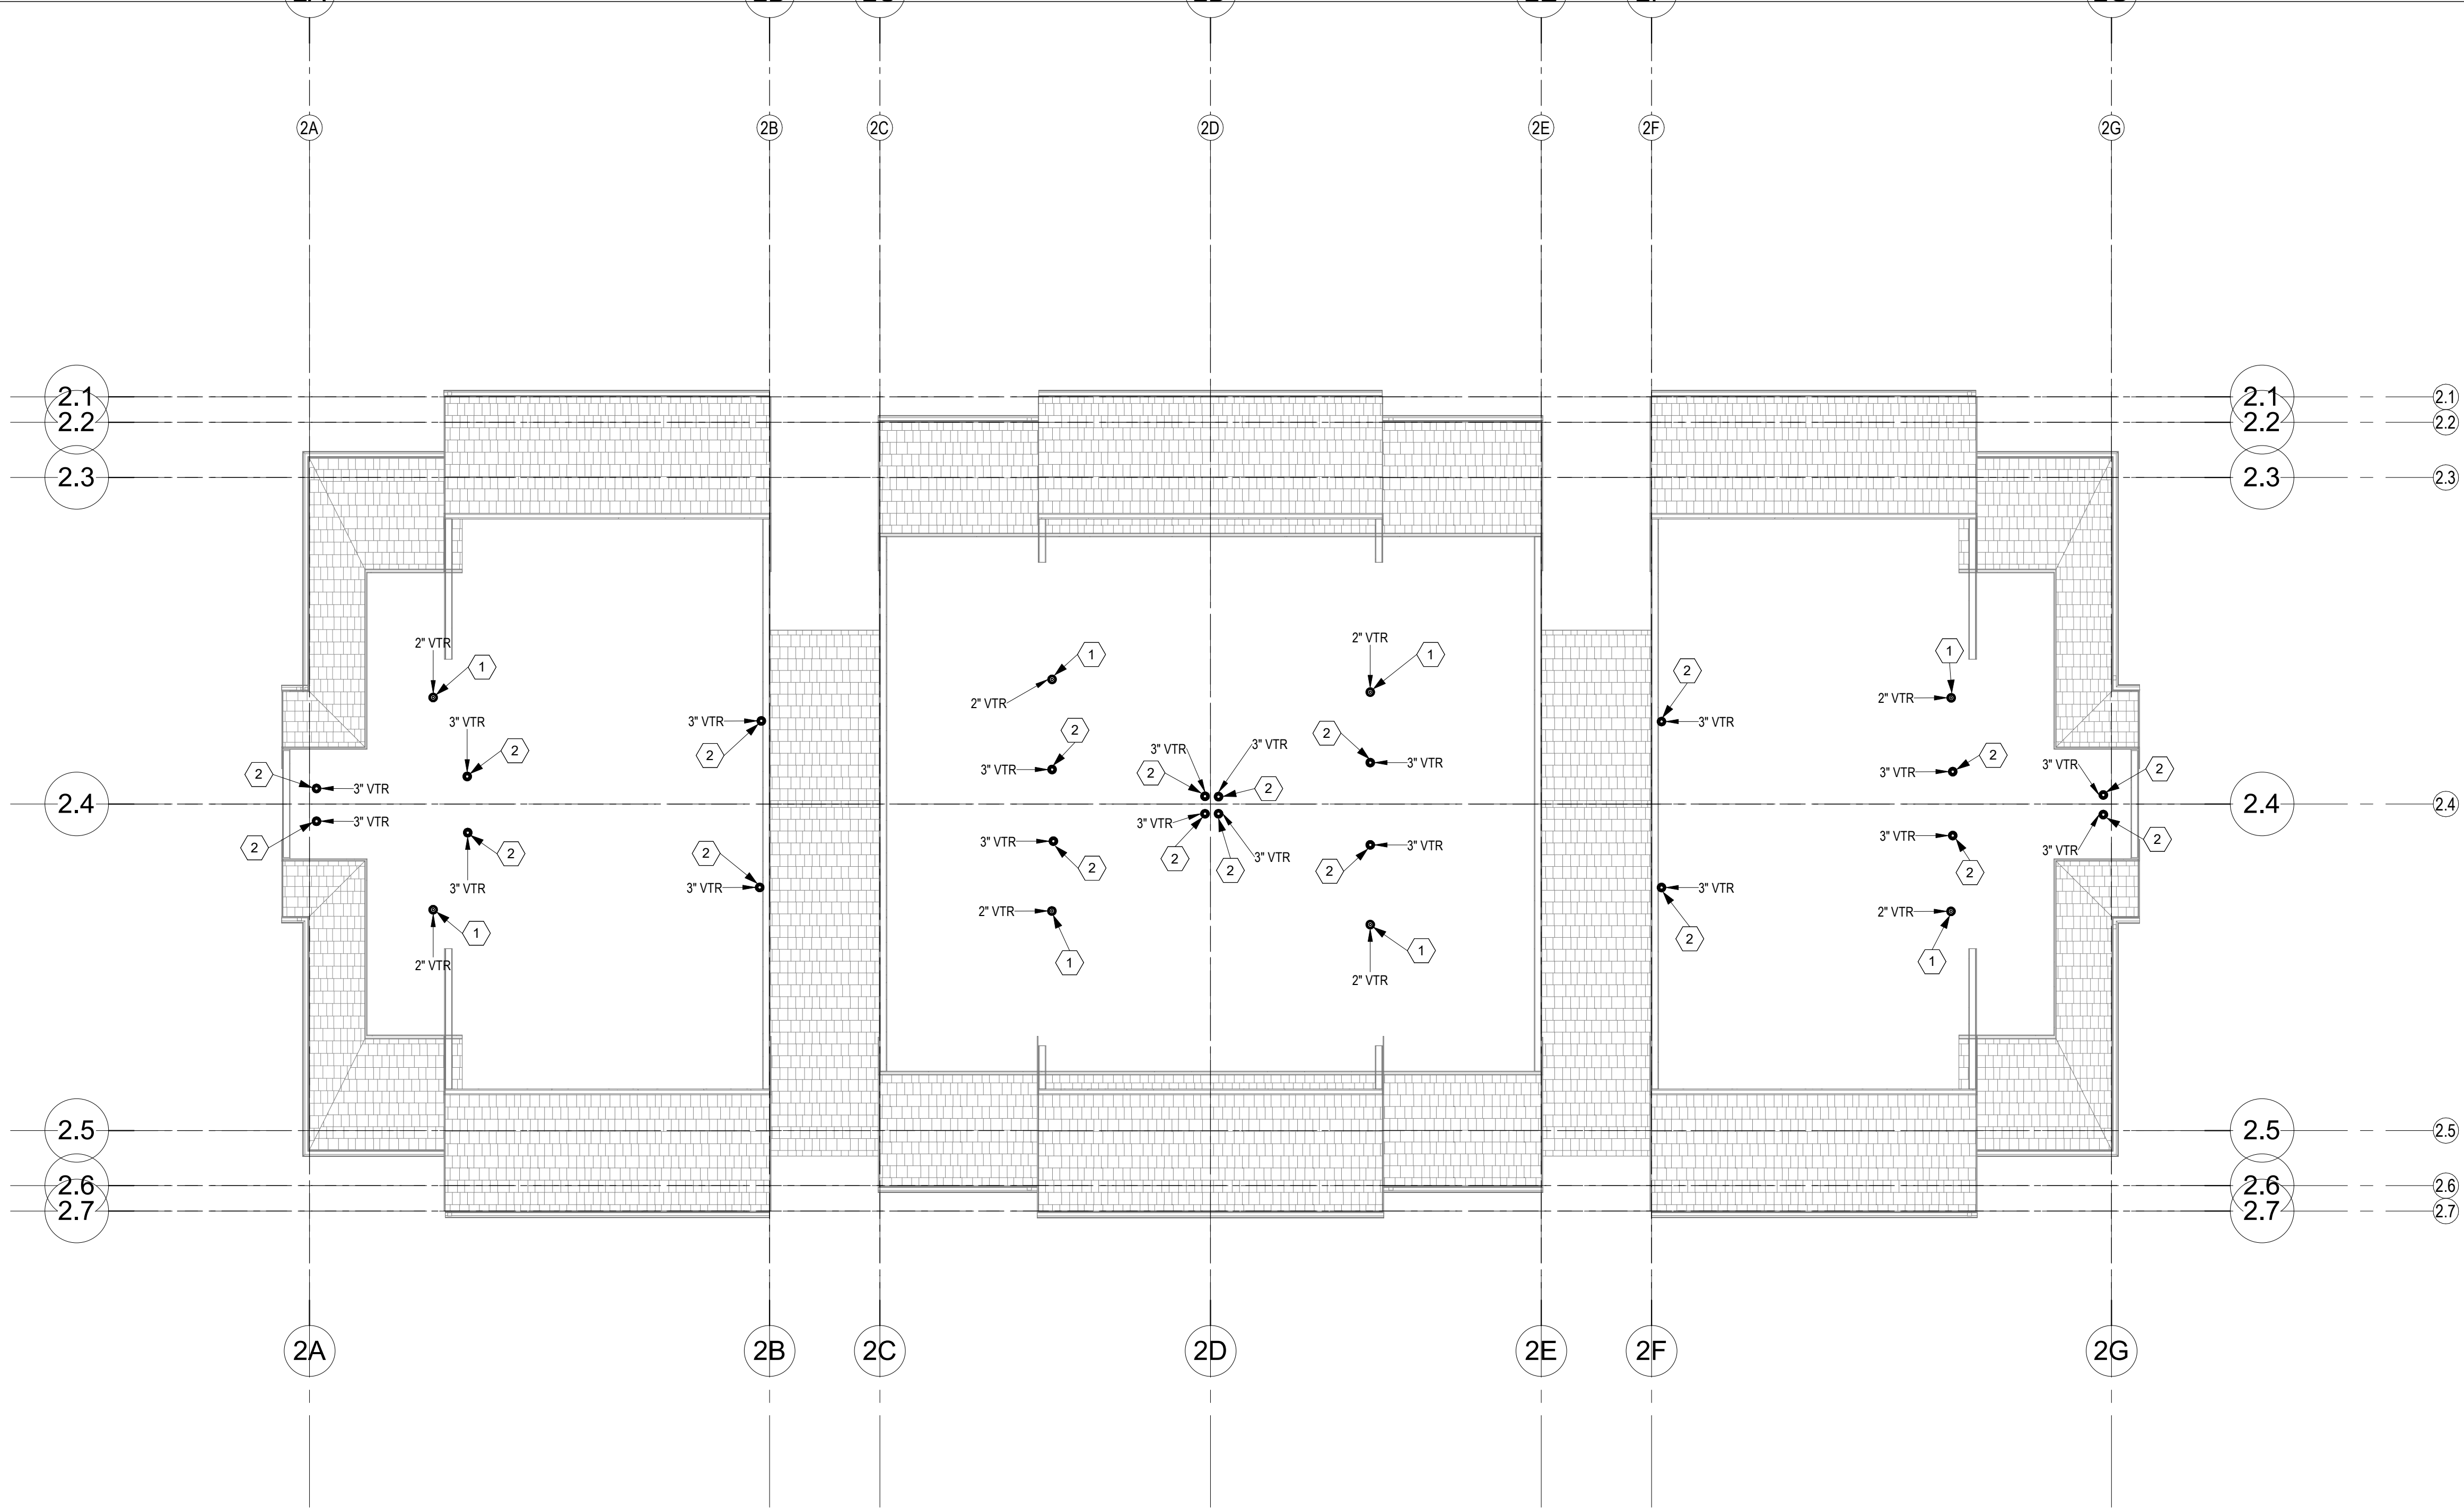 2A 2B 2C 2D 2E 2F 2G
2.1 2.1 2.1
2.2 2.2 2.2
2.3 2.3 2.3
2" VTR 2" VTR
1 1 1 1
2
2" VTR 2" VTR
3" VTR 3" VTR 3" VTR
2 2 2 2
3" VTR 3" VTR
2 2 2
3" VTR 3" VTR 3" VTR 3" VTR
2 2 2 2
3" VTR 2 3" VTR
2.4 2.4 2.4
3" VTR 3" VTR
3" VTR 3" VTR 3" VTR
2 2 2 2
3" VTR 3" VTR
2 2 2 2 2 2
3" VTR 3" VTR 3" VTR
2" VTR 2" VTR
1 2
1 1 1
2" VTR 2" VTR
2.5 2.5 2.5
2.6 2.6 2.6
2.7 2.7 2.7
2A 2B 2C 2D 2E 2F 2G